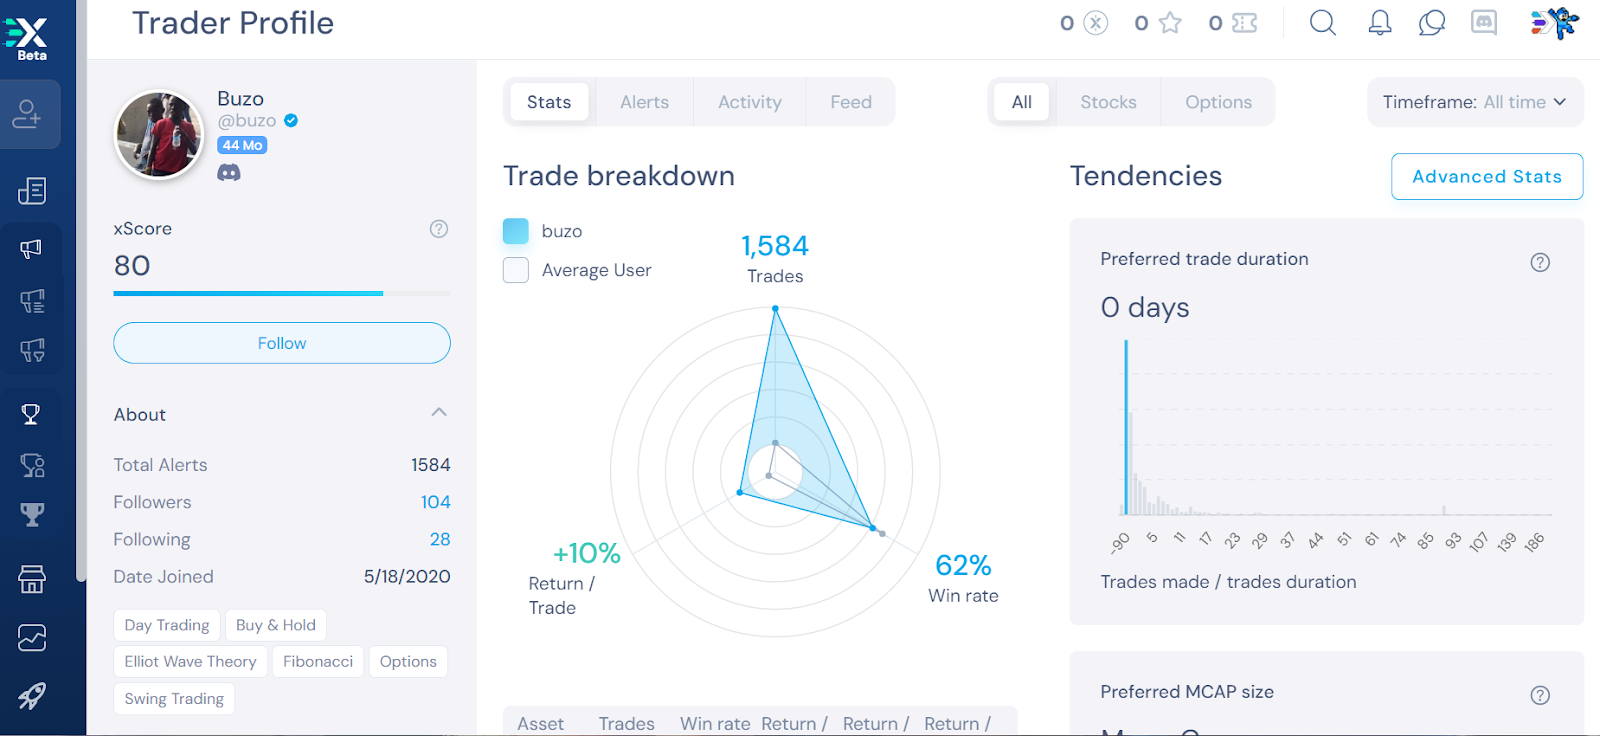 X
Beta
Trader Profile
0
0
0
Buzo
@buzo
44 Mo
xScore
80
Follow
About
Total Alerts 1584
Followers 104
Following 28
Date Joined 5/18/2020
Day Trading Buy & Hold
Elliot Wave Theory Fibonacci Options
Swing Trading
Stats Alerts Activity Feed
All Stocks Options
Timeframe: All time
Trade breakdown
buzo
Average User
1,584
Trades
+10%
Return /
Trade
62%
Win rate
Asset Trades Win rate Return / Return / Return /
Tendencies
Advanced Stats
Preferred trade duration
0 days
-90 5 11 17 23 29 37 44 51 61 74 85 93 107 139 186
Trades made / trades duration
Preferred MCAP size